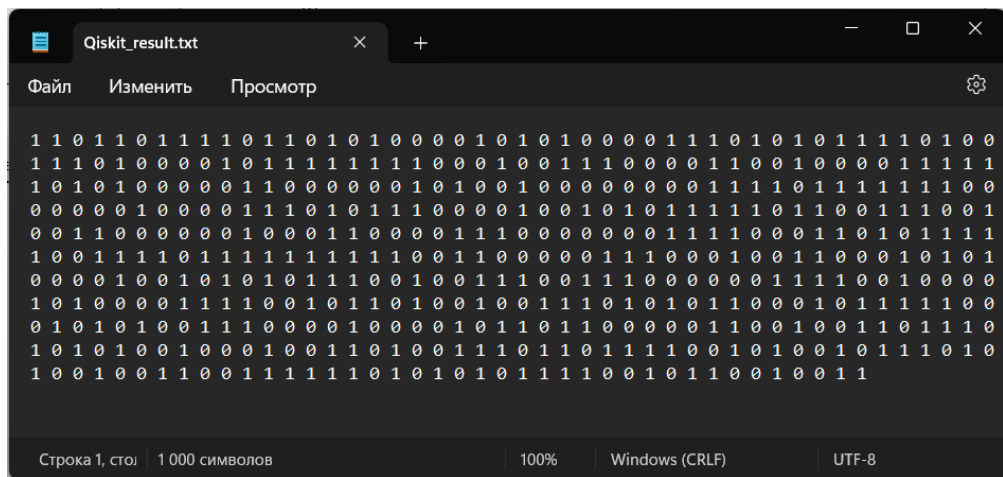 Qiskit_result.txt
Файл Изменить Просмотр
1 1 0 1 1 0 1 1 1 1 0 1 1 0 1 0 1 0 0 0 0 1 0 1 0 1 0 0 0 0 1 1 1 0 1 0 1 0 1 1 1 1 0 1 0 0
1 1 1 0 1 0 0 0 0 1 0 1 1 1 1 1 1 1 1 0 0 0 1 0 0 1 1 1 0 0 0 0 1 1 0 0 1 0 0 0 0 1 1 1 1 1
1 0 1 0 1 0 0 0 0 0 1 1 0 0 0 0 0 0 1 0 1 0 0 1 0 0 0 0 0 0 0 0 1 1 1 1 0 1 1 1 1 1 1 1 0 0
0 0 0 0 0 1 0 0 0 0 1 1 1 0 1 0 1 1 1 0 0 0 0 1 0 0 1 0 1 0 1 1 1 1 1 0 1 1 0 0 1 1 1 0 0 1
0 0 1 1 0 0 0 0 0 0 1 0 0 0 1 1 0 0 0 0 1 1 1 0 0 0 0 0 0 0 1 1 1 1 0 0 0 1 1 0 1 0 1 1 1 1
1 0 0 1 1 1 1 0 1 1 1 1 1 1 1 1 1 1 0 0 1 1 0 0 0 0 0 1 1 1 0 0 0 1 0 0 1 1 0 0 0 1 0 1 0 1
0 0 0 0 1 0 0 1 0 1 0 1 0 1 1 1 0 0 1 0 0 1 1 1 0 0 1 1 1 0 0 0 0 0 0 1 1 1 1 0 0 1 0 0 0 0
1 0 1 0 0 0 0 1 1 1 1 0 0 1 0 1 1 0 1 0 0 1 0 0 1 1 1 0 1 0 1 0 1 1 0 0 0 1 0 1 1 1 1 1 0 0
0 1 0 1 0 1 0 0 1 1 1 0 0 0 0 1 0 0 0 0 1 0 1 1 0 1 1 0 0 0 0 0 1 1 0 0 1 0 0 1 1 0 1 1 1 0
1 0 1 0 1 0 0 1 0 0 0 1 0 0 1 1 0 1 0 0 1 1 1 0 1 1 0 1 1 1 1 0 0 1 0 1 0 0 1 0 1 1 1 0 1 0
1 0 0 1 0 0 1 1 0 0 1 1 1 1 1 1 0 1 0 1 0 1 0 1 1 1 1 0 0 1 0 1 1 0 0 1 0 0 1 1
Строка 1, 1 000 символов 100% Windows (CRLF) UTF-8